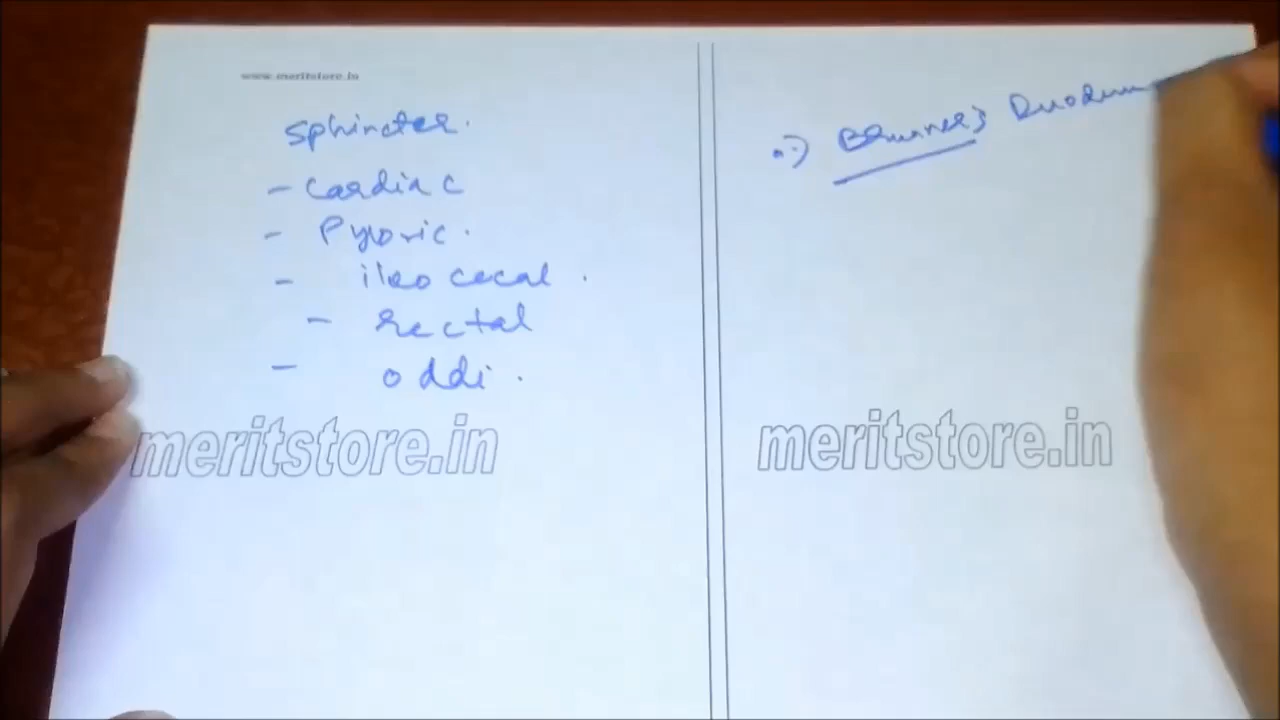 www.meritstore.in
Sphincter.
- Cardiac
- Pyloric.
- ileo cecal.
- rectal
- oddi.
meritstore.in
Brunner's Duodenum
meritstore.in